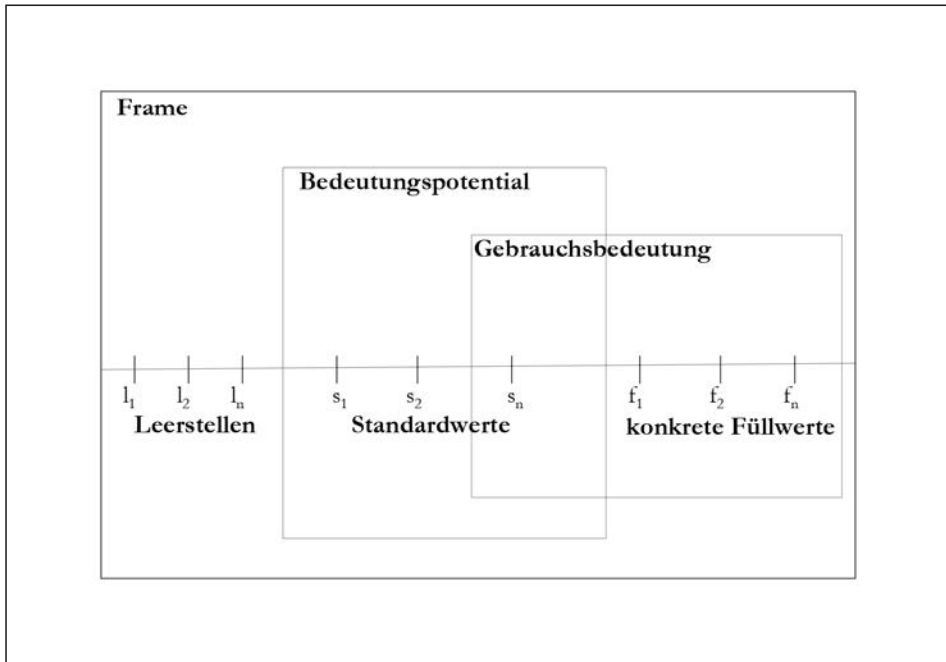 Frame
Bedeutungspotential
Gebrauchsbedeutung
l₁ l₂ lₙ s₁ s₂ sₙ f₁ f₂ fₙ
Leerstellen Standardwerte konkrete Füllwerte